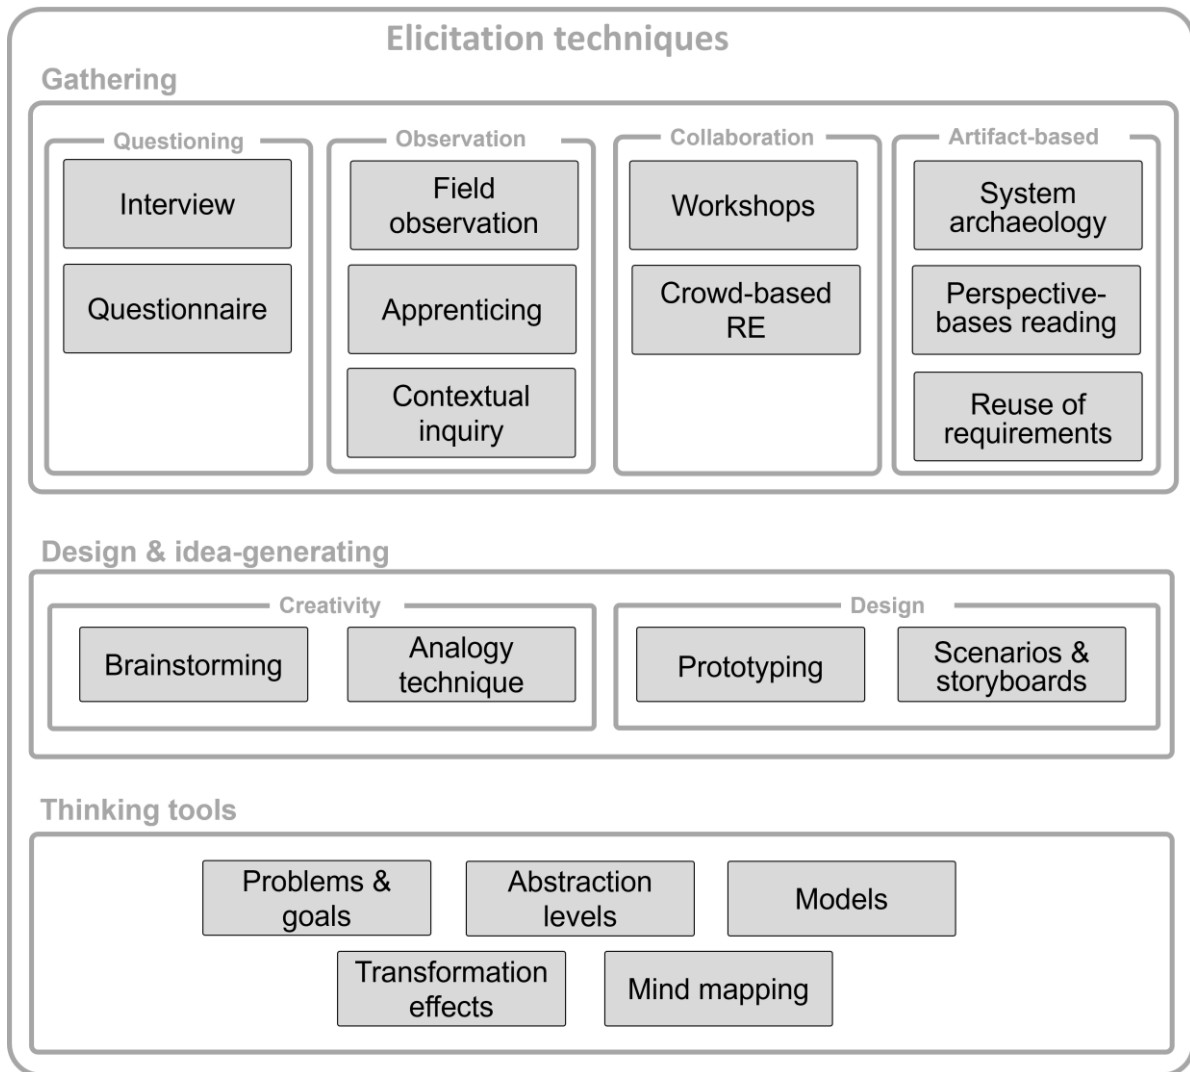 Elicitation techniques
Gathering
Questioning
Interview
Questionnaire
Observation
Field
observation
Apprenticing
Contextual
inquiry
Collaboration
Workshops
Crowd-based
RE
Artifact-based
System
archaeology
Perspective-
bases reading
Reuse of
requirements
Design & idea-generating
Creativity
Brainstorming
Analogy
technique
Design
Prototyping
Scenarios &
storyboards
Thinking tools
Problems &
goals
Abstraction
levels
Models
Transformation
effects
Mind mapping